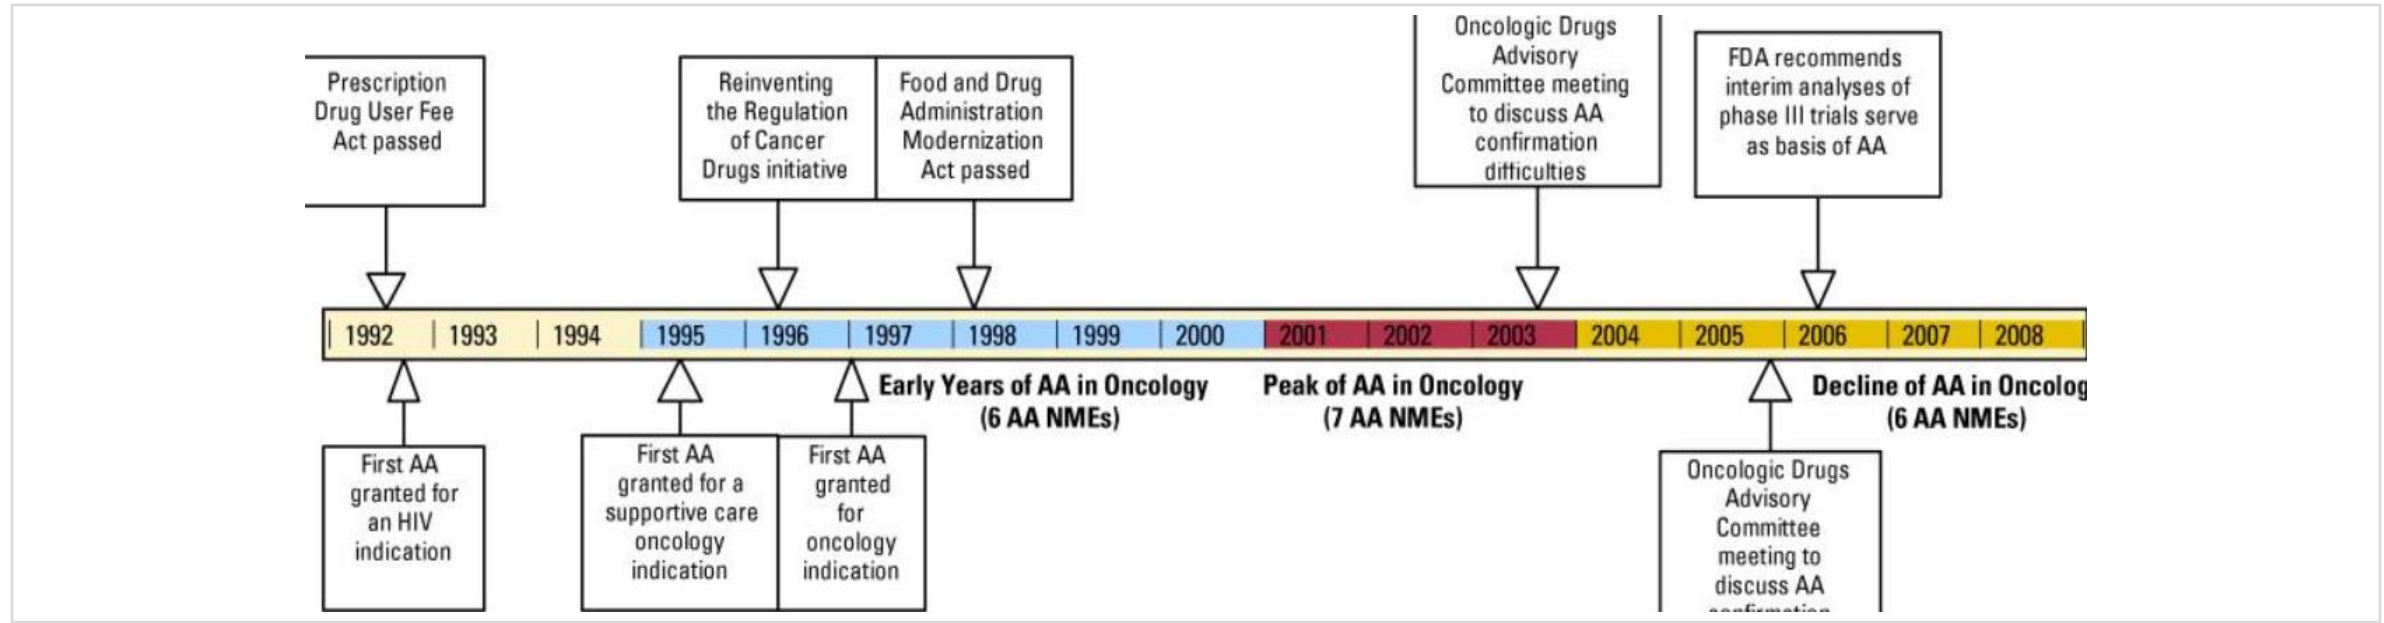 Prescription
Drug User Fee
Act passed
Reinventing
the Regulation
of Cancer
Drugs initiative
Food and Drug
Administration
Modernization
Act passed
Oncologic Drugs
Advisory
Committee meeting
to discuss AA
confirmation
difficulties
FDA recommends
interim analyses of
phase III trials serve
as basis of AA
1992 1993 1994 1995 1996 1997 1998 1999 2000 2001 2002 2003 2004 2005 2006 2007 2008
Early Years of AA in Oncology
(6 AA NMEs)
Peak of AA in Oncology
(7 AA NMEs)
Decline of AA in Oncolog
(6 AA NMEs)
First AA
granted for
an HIV
indication
First AA
granted for a
supportive care
oncology
indication
First AA
granted
for
oncology
indication
Oncologic Drugs
Advisory
Committee
meeting to
discuss AA